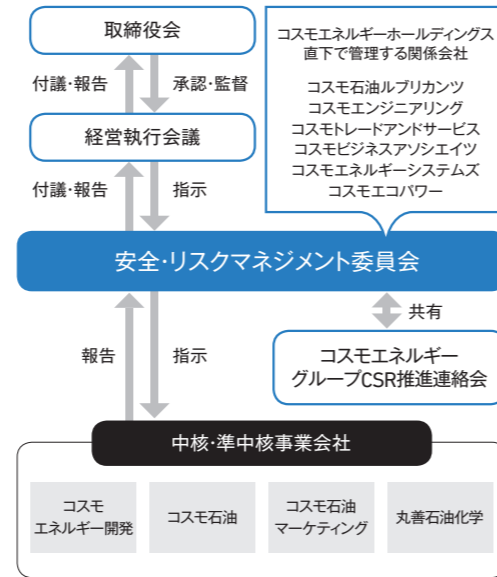 取締役会
付議・報告
承認・監督
経営執行会議
付議・報告
指示
コスモエネルギーホールディングス
直下で管理する関係会社
コスモ石油ルブリカンツ
コスモエンジニアリング
コスモトレードアンドサービス
コスモビジネスアソシエイツ
コスモエネルギーシステムズ
コスモエコパワー
安全・リスクマネジメント委員会
報告
指示
共有
コスモエネルギー
グループCSR推進連絡会
中核・準中核事業会社
コスモ
エネルギー開発
コスモ石油
コスモ石油
マーケティング
丸善石油化学